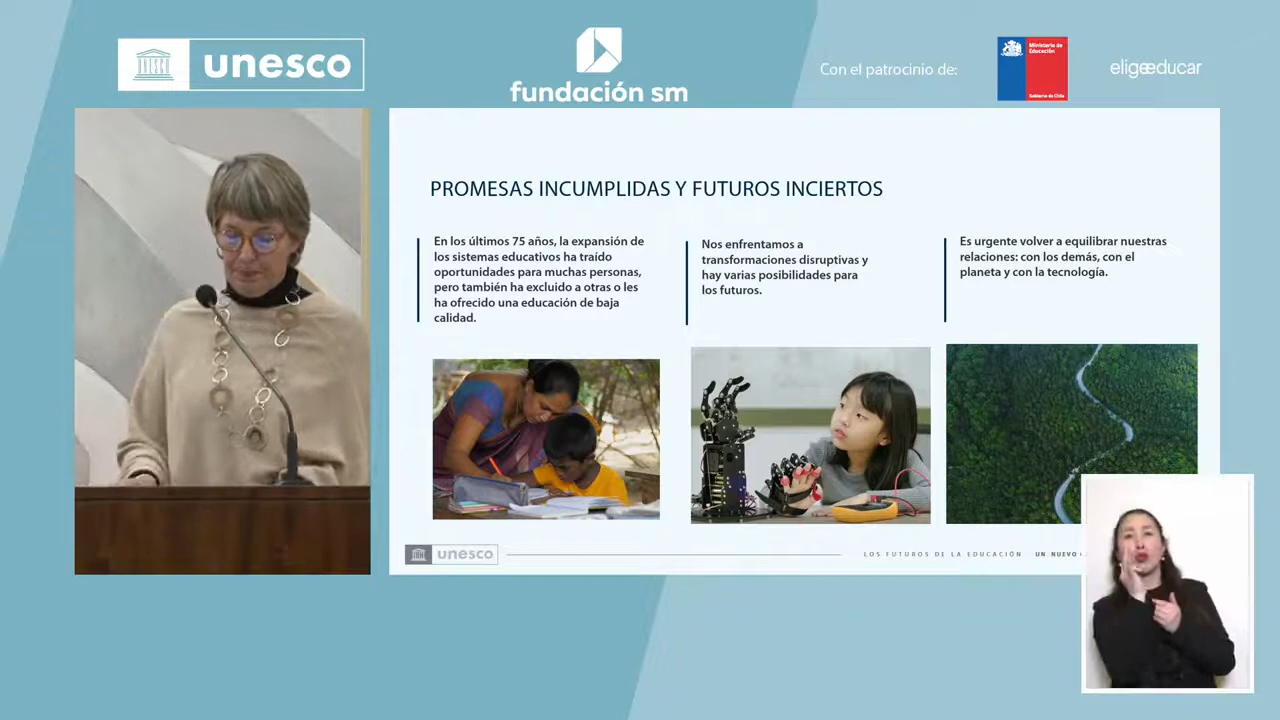 unesco
fundación sm
Con el patrocinio de:
Ministerio de
Educación
Gobierno de Chile
eligeeducar
PROMESAS INCUMPLIDAS Y FUTUROS INCIERTOS
En los últimos 75 años, la expansión de
los sistemas educativos ha traído
oportunidades para muchas personas,
pero también ha excluido a otras o les
ha ofrecido una educación de baja
calidad.
Nos enfrentamos a
transformaciones disruptivas y
hay varias posibilidades para
los futuros.
Es urgente volver a equilibrar nuestras
relaciones: con los demás, con el
planeta y con la tecnología.
unesco
LOS FUTUROS DE LA EDUCACIÓN UN NUEVO